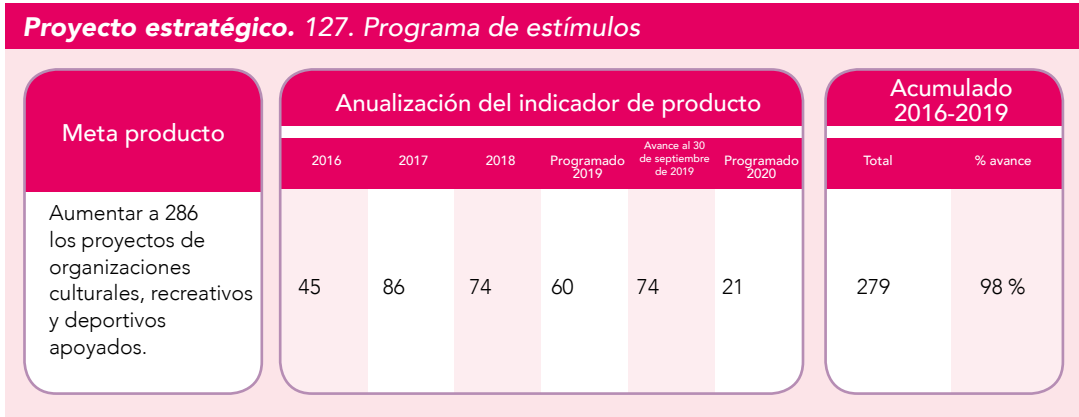 Proyecto estratégico. 127. Programa de estímulos
Meta producto
Anualización del indicador de producto
Acumulado
2016-2019
2016
2017
2018
Programado
2019
Avance al 30
de septiembre
de 2019
Programado
2020
Total
% avance
Aumentar a 286
los proyectos de
organizaciones
culturales, recreativos
y deportivos
apoyados.
45
86
74
60
74
21
279
98 %